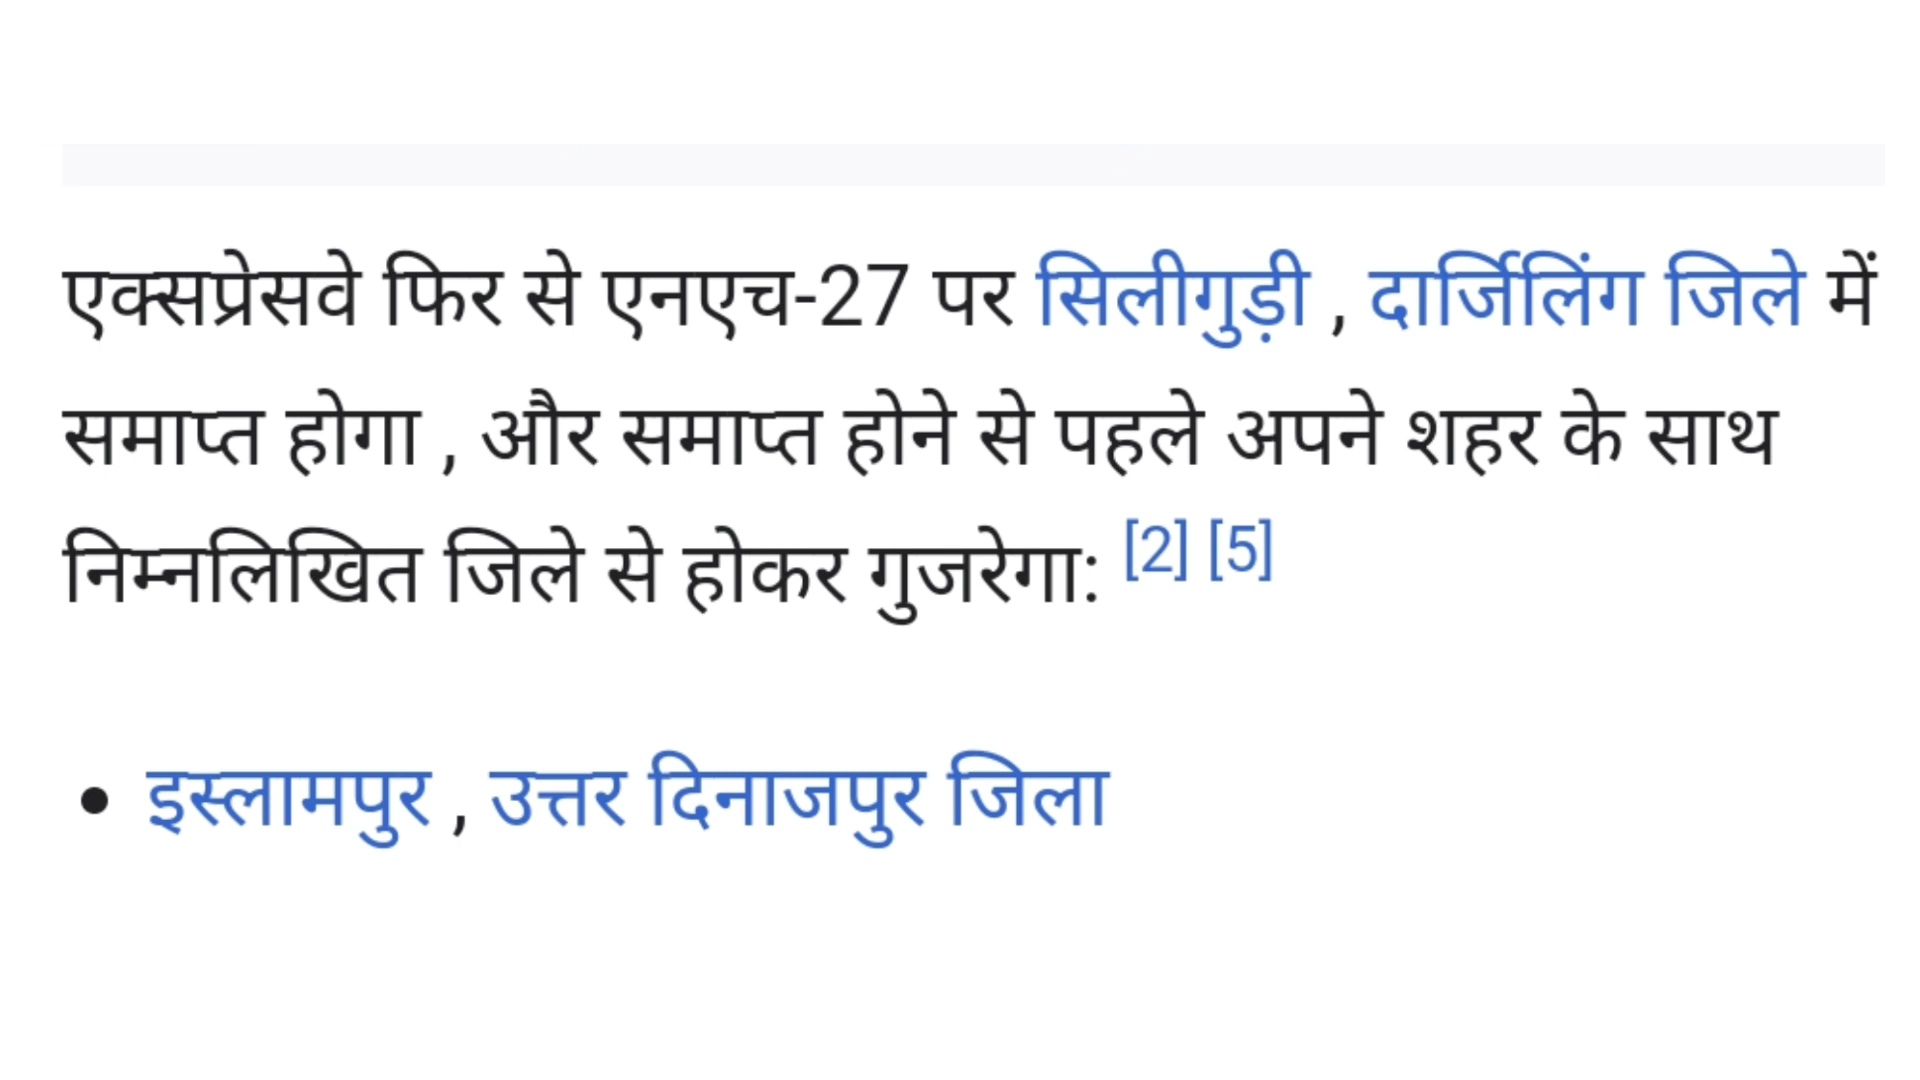 एक्सप्रेसवे फिर से एनएच-27 पर सिलीगुड़ी , दार्जिलिंग जिले में
समाप्त होगा , और समाप्त होने से पहले अपने शहर के साथ
निम्नलिखित जिले से होकर गुजरेगा: [2] [5]
• इस्लामपुर , उत्तर दिनाजपुर जिला